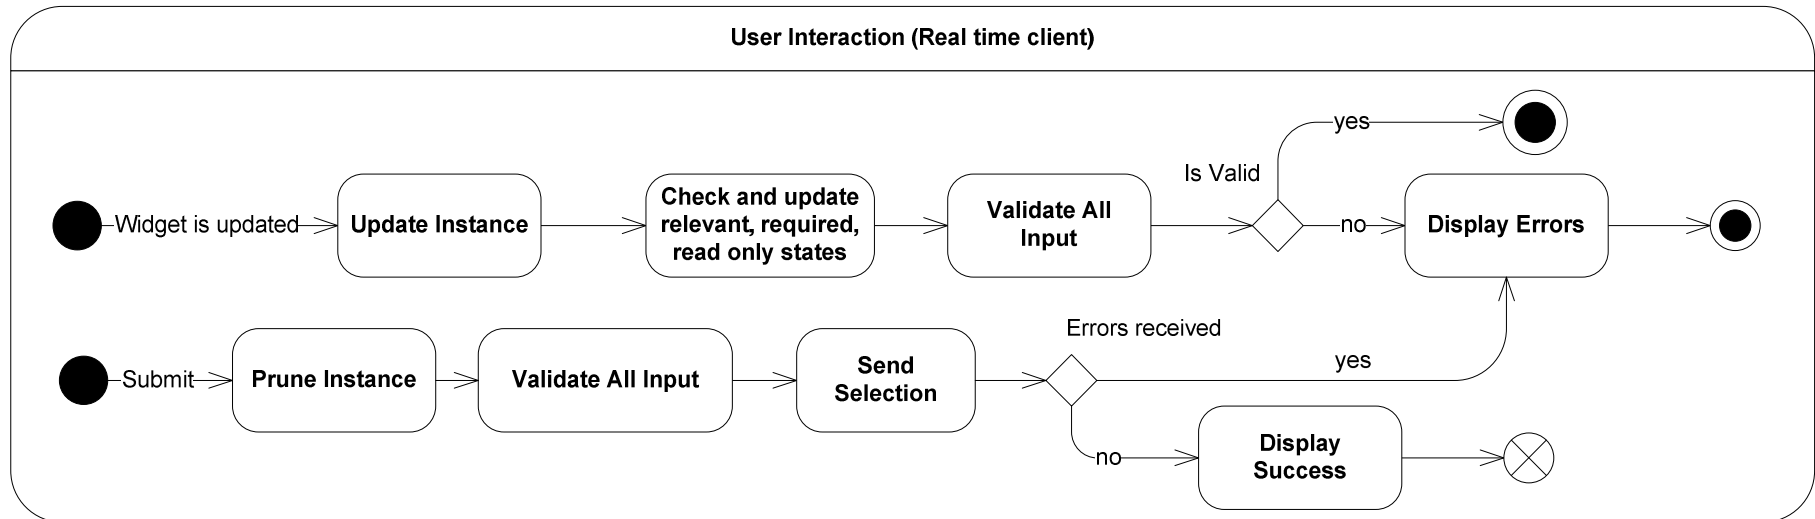 User Interaction (Real time client)
yes
Is Valid
Widget is updated
Update Instance
Check and update
relevant, required,
read only states
Validate All
Input
no
Display Errors
Errors received
Submit
Prune Instance
Validate All Input
Send
Selection
yes
no
Display
Success